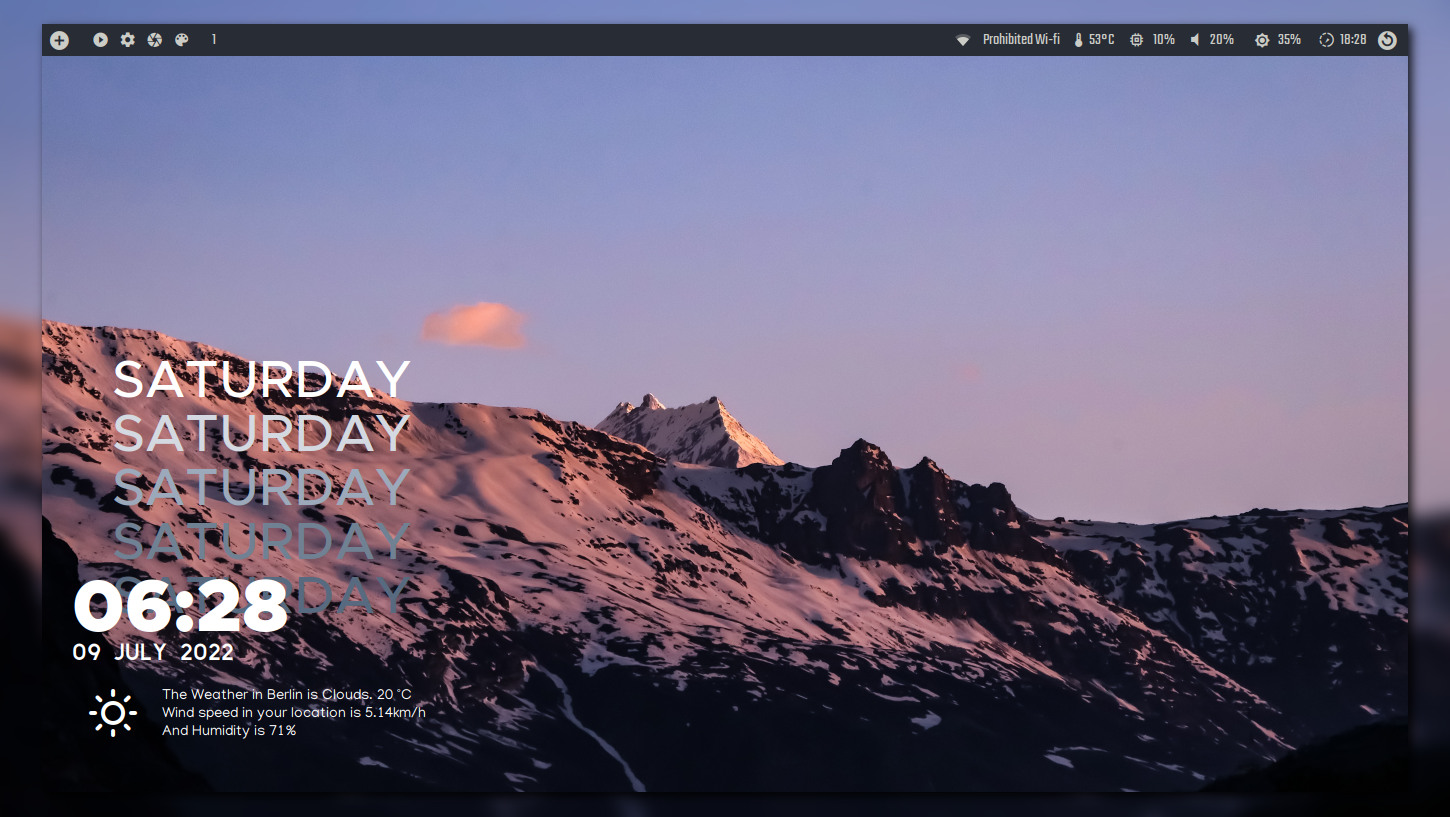 1 Prohibited Wi-fi 53°C 10% 20% 35% 18:28
SATURDAY
SATURDAY
SATURDAY
SATURDAY
SATURDAY
06:28
09 JULY 2022
The Weather in Berlin is Clouds. 20 °C
Wind speed in your location is 5.14km/h
And Humidity is 71%